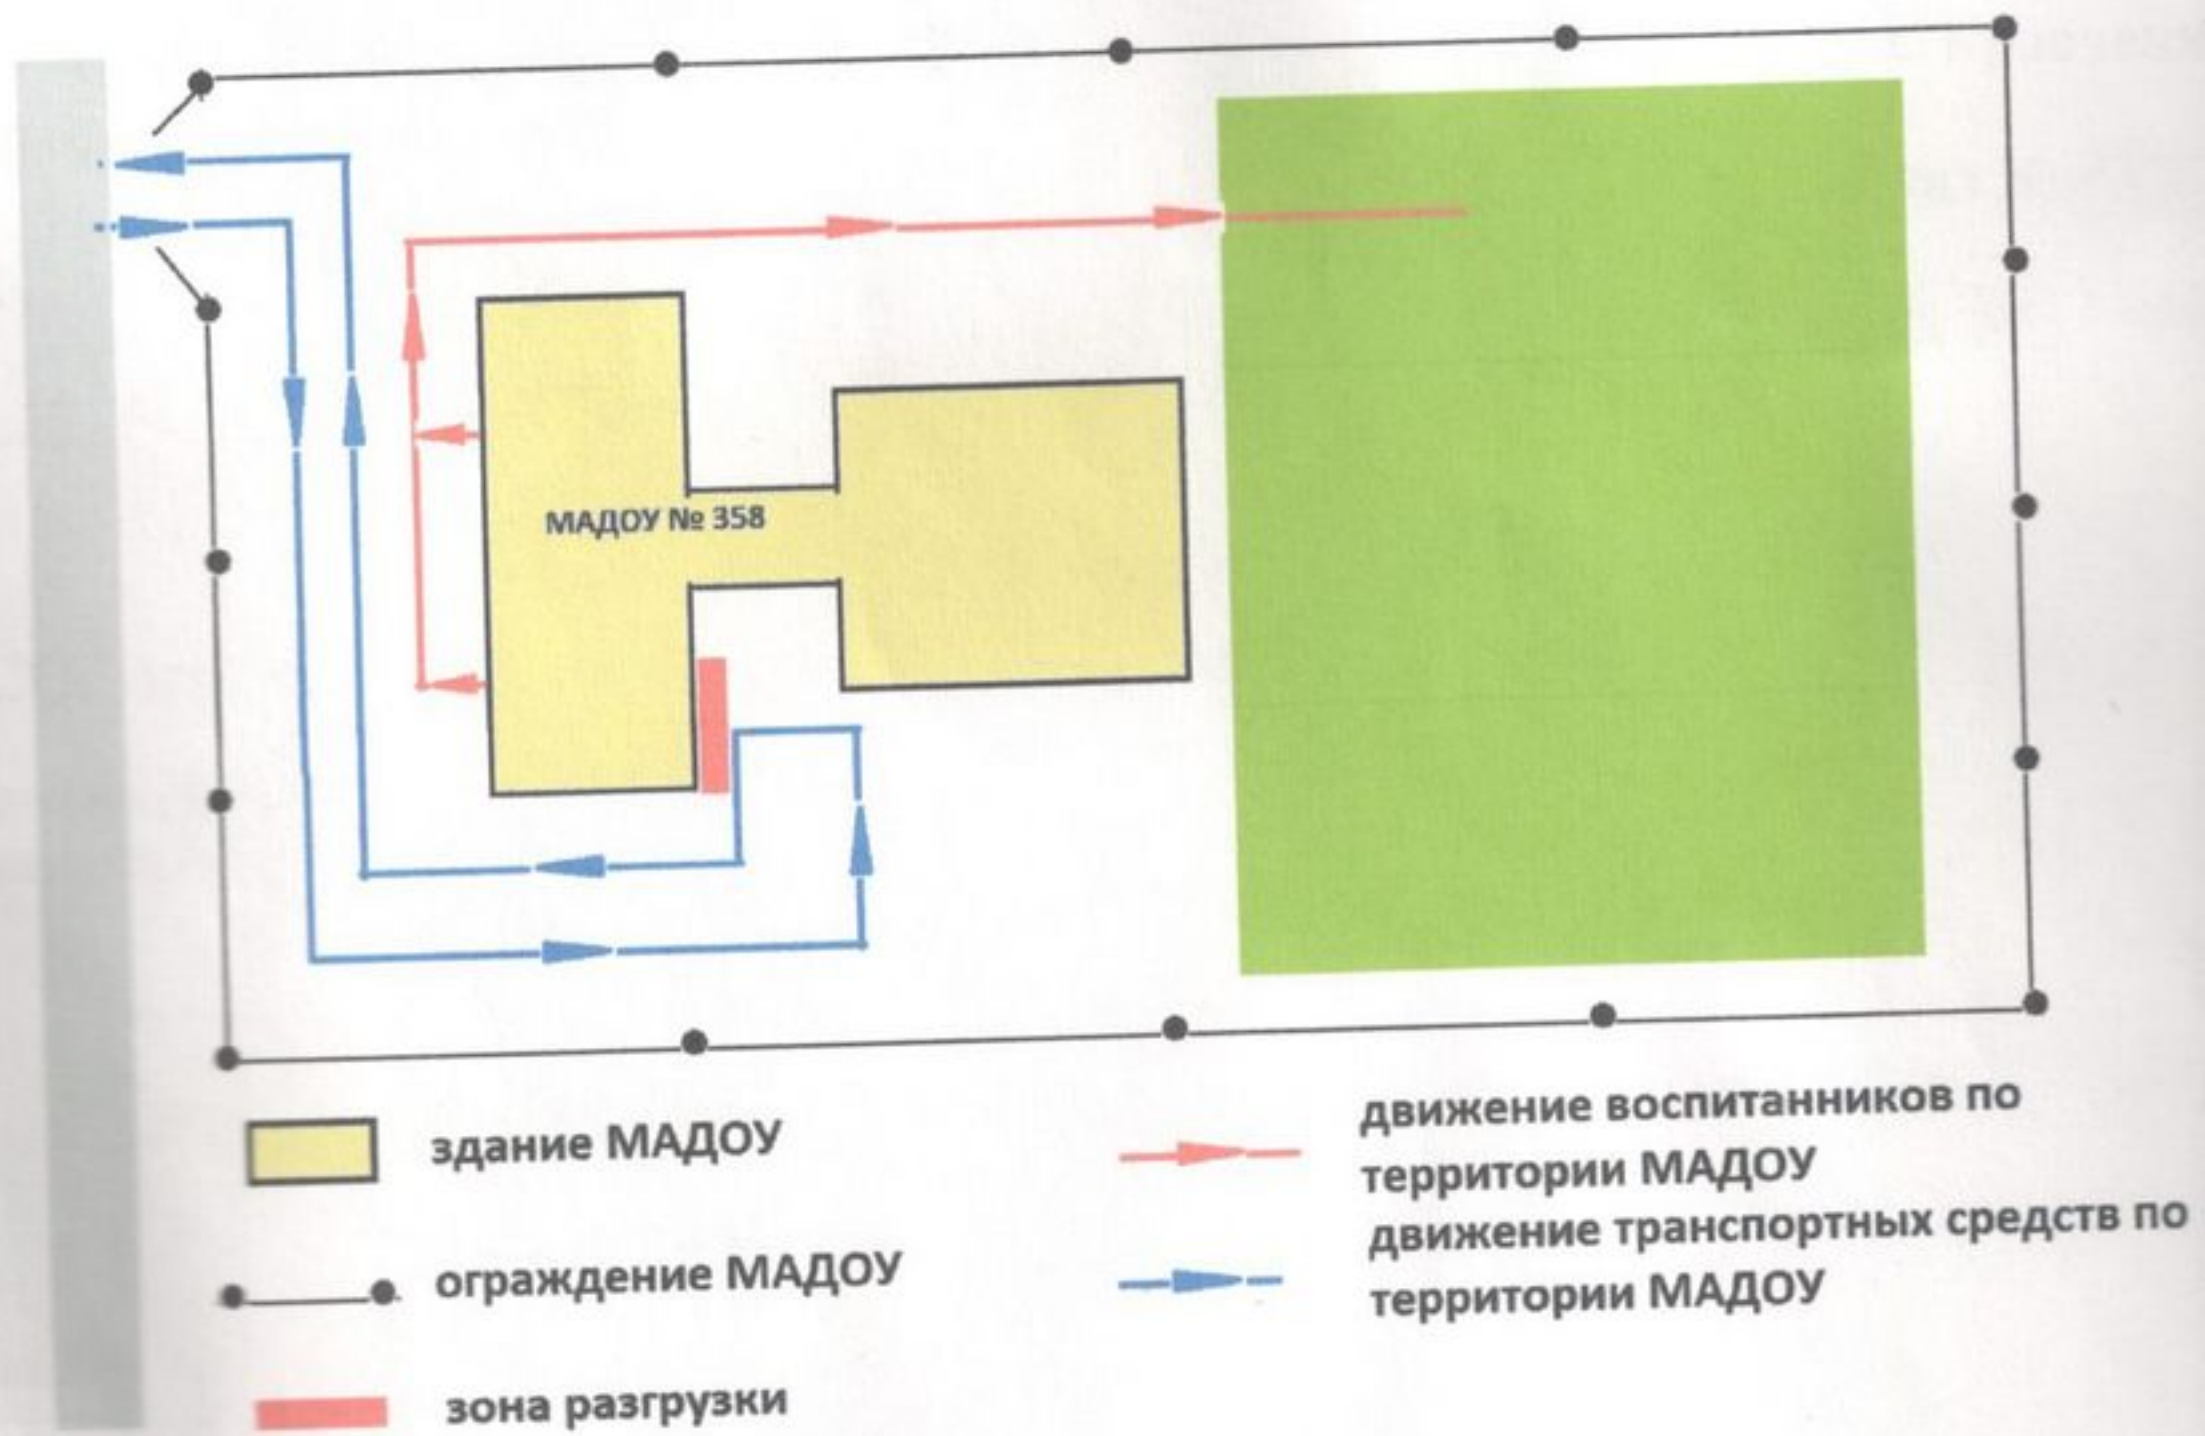 МАДОУ № 358
здание МАДОУ
ограждение МАДОУ
зона разгрузки
движение воспитанников по
территории МАДОУ
движение транспортных средств по
территории МАДОУ